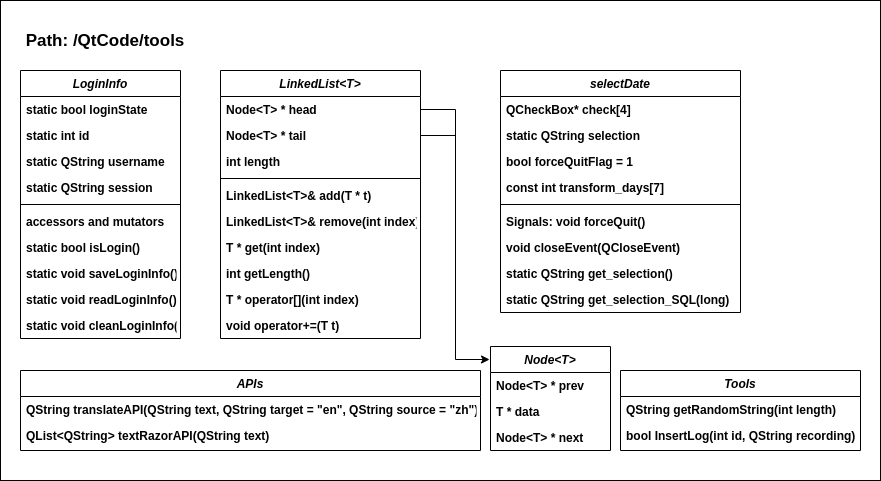 Path: /QtCode/tools
LoginInfo
static bool loginState
static int id
static QString username
static QString session
accessors and mutators
static bool isLogin()
static void saveLoginInfo()
static void readLoginInfo()
static void cleanLoginInfo(
LinkedList<T>
Node<T> * head
Node<T> * tail
int length
LinkedList<T>& add(T * t)
LinkedList<T>& remove(int index)
T * get(int index)
int getLength()
T * operator[](int index)
void operator+=(T t)
selectDate
QCheckBox* check[4]
static QString selection
bool forceQuitFlag = 1
const int transform_days[7]
Signals: void forceQuit()
void closeEvent(QCloseEvent)
static QString get_selection()
static QString get_selection_SQL(long)
APIs
QString translateAPI(QString text, QString target = "en", QString source = "zh")
QList<QString> textRazorAPI(QString text)
Node<T>
Node<T> * prev
T * data
Node<T> * next
Tools
QString getRandomString(int length)
bool InsertLog(int id, QString recording)